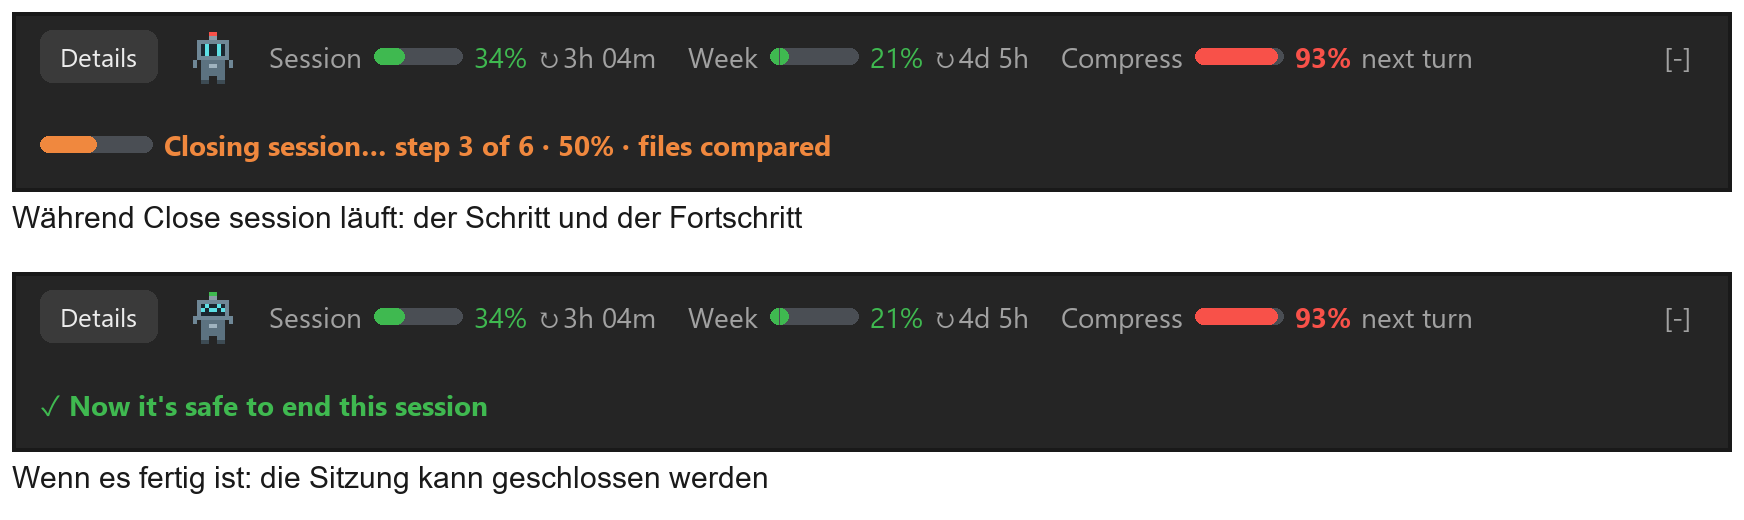 Details Session 34% ↻3h 04m Week 21% ↻4d 5h Compress 93% next turn [-]
Closing session... step 3 of 6 · 50% · files compared
Während Close session läuft: der Schritt und der Fortschritt
Details Session 34% ↻3h 04m Week 21% ↻4d 5h Compress 93% next turn [-]
✓ Now it's safe to end this session
Wenn es fertig ist: die Sitzung kann geschlossen werden